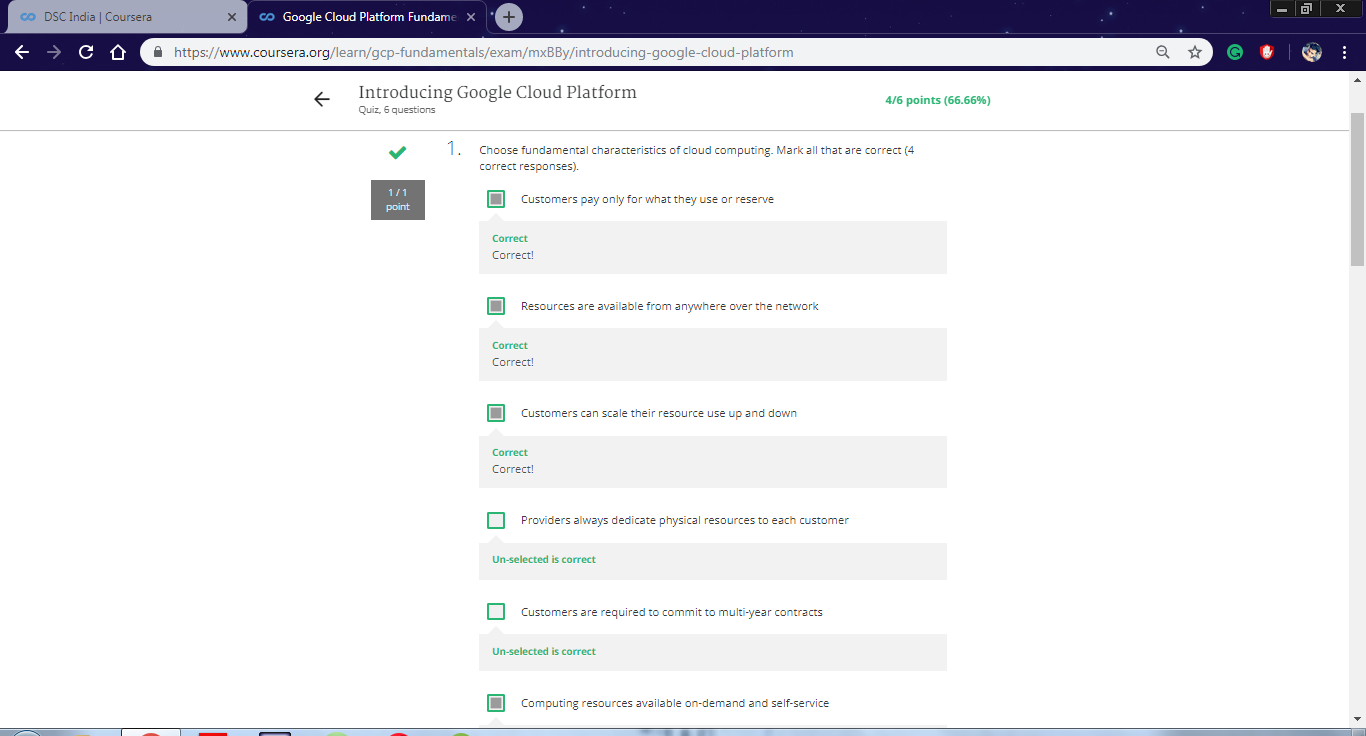 DSC India | Coursera
Google Cloud Platform Fundame
https://www.coursera.org/learn/gcp-fundamentals/exam/mxBBy/introducing-google-cloud-platform
Introducing Google Cloud Platform
Quiz, 6 questions
4/6 points (66.66%)
1 / 1
point
1. Choose fundamental characteristics of cloud computing. Mark all that are correct (4
correct responses).
Customers pay only for what they use or reserve
Correct
Correct!
Resources are available from anywhere over the network
Correct
Correct!
Customers can scale their resource use up and down
Correct
Correct!
Providers always dedicate physical resources to each customer
Un-selected is correct
Customers are required to commit to multi-year contracts
Un-selected is correct
Computing resources available on-demand and self-service